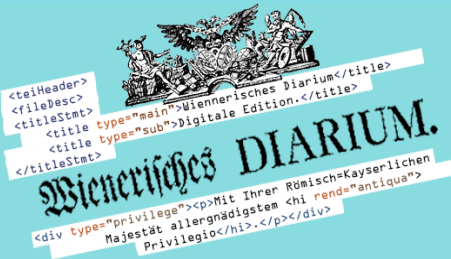 <teiHeader>
<fileDesc>
<titleStmt>
<title type="main">Wiennerisches Diarium</title>
<title type="sub">Digitale Edition.</title>
</titleStmt>
Wienerisches DIARIUM.
<div type="privilege"><p>Mit Ihrer Römisch=Kayserlichen
Majestät allergnädigstem <hi rend="antiqua">
Privilegio</hi>.</p></div>